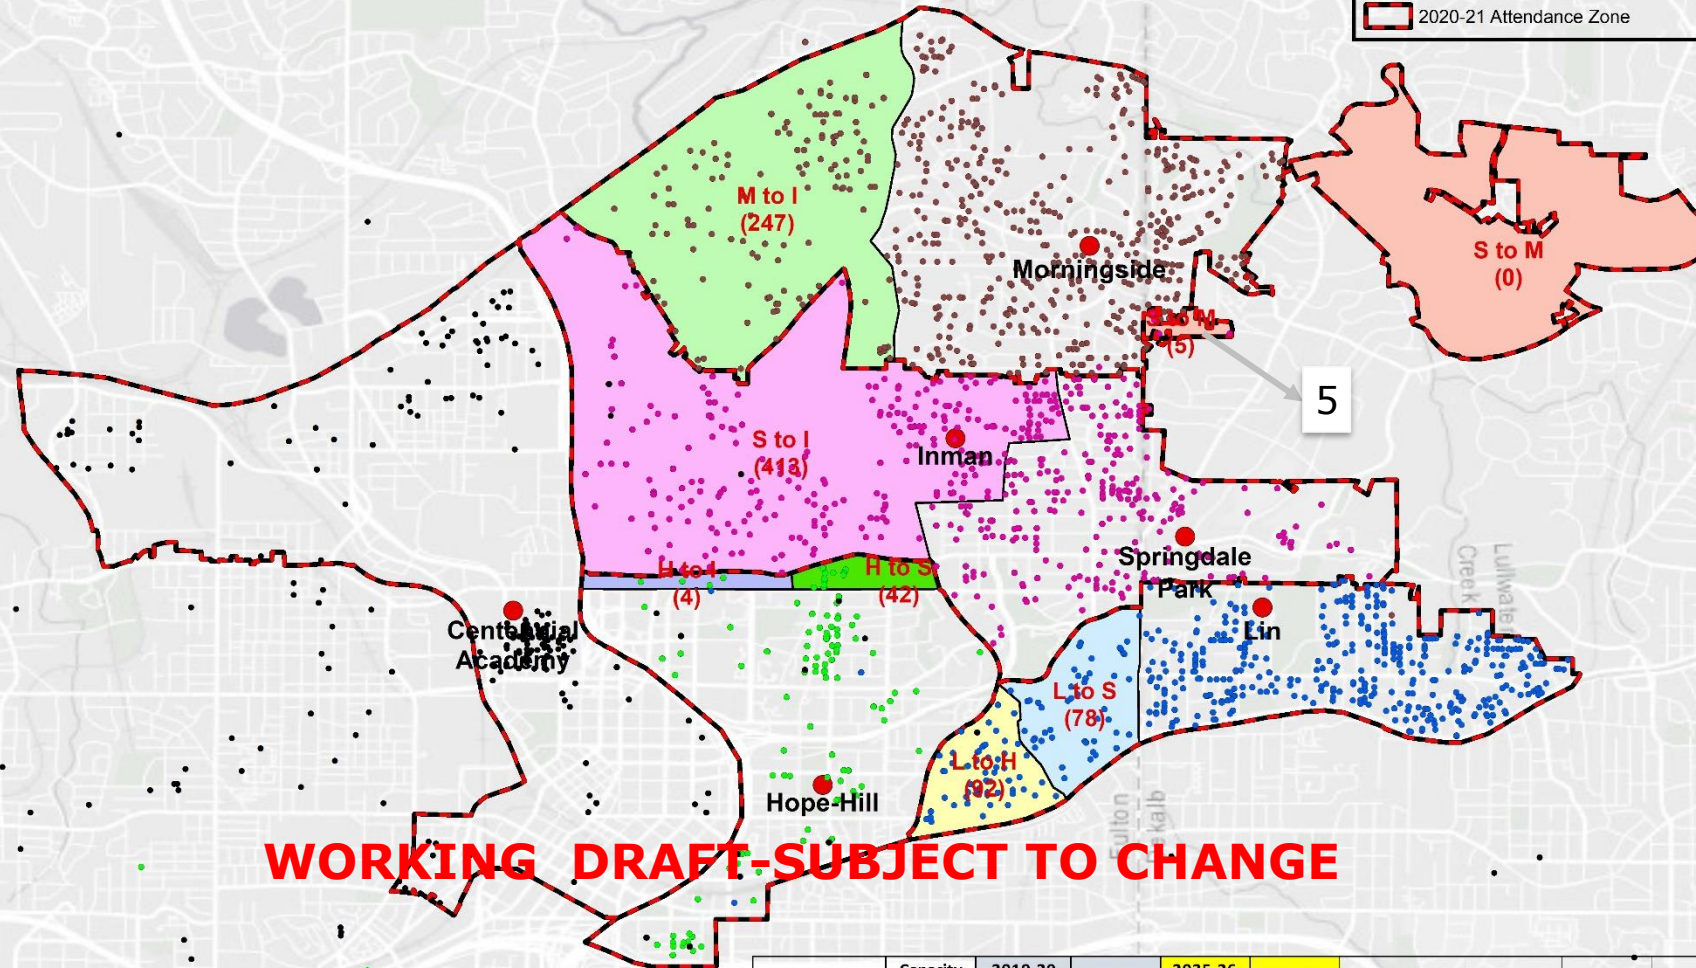 2020-21 Attendance Zone
M to I
(247)
S to M
(0)
Morningside
S to M
(5)
5
S to I
(413)
Inman
Springdale
Park
H to I
(4)
H to S
(42)
Centennial
Academy
Lin
L to S
(78)
L to H
(92)
Hope-Hill
Lullwater
Creek
Fulton
Dekalb
WORKING DRAFT-SUBJECT TO CHANGE
Capacity
2019-20
2025-26